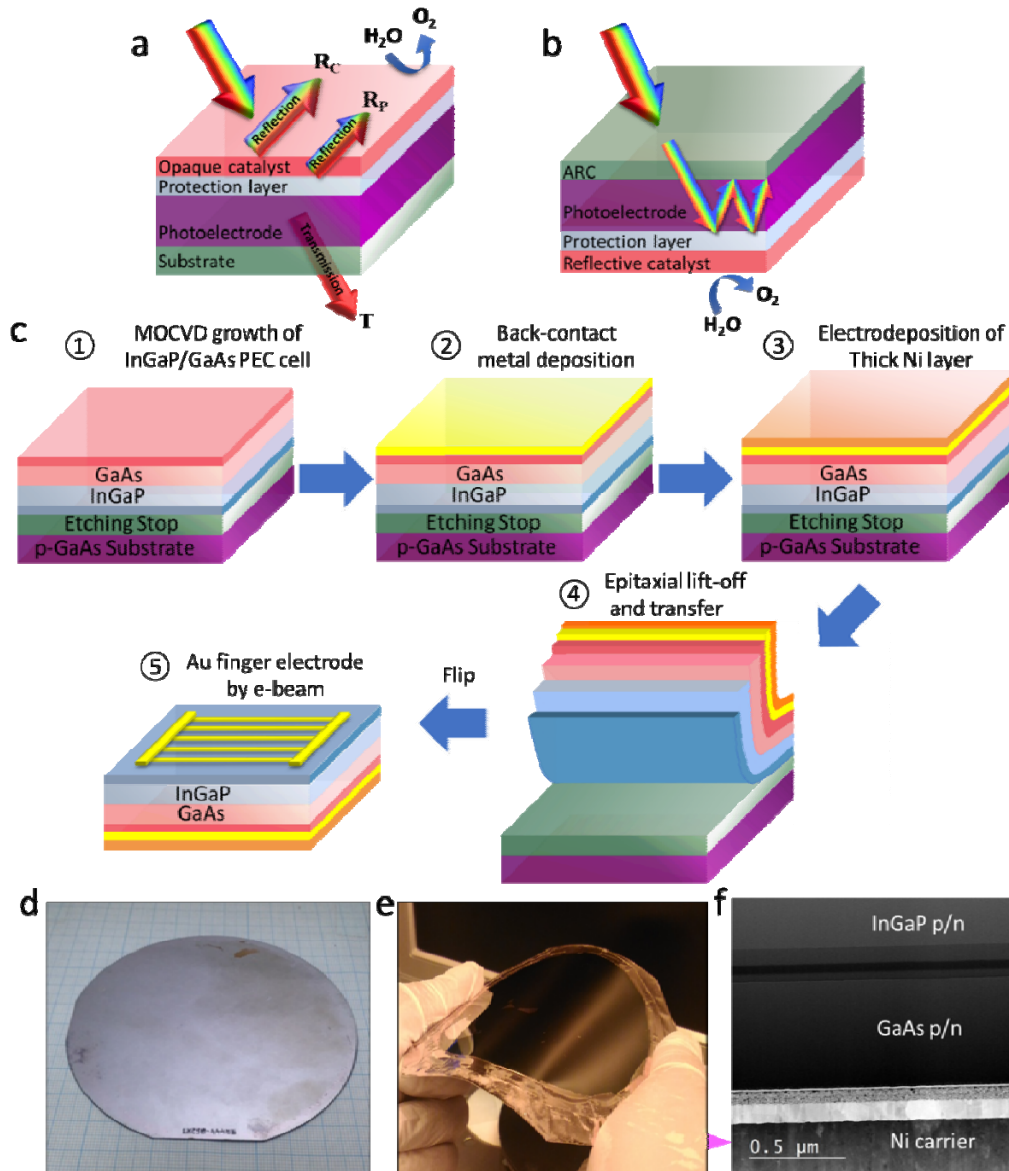 a
H₂O
O₂
R_C
R_P
Reflection
Reflection
Opaque catalyst
Protection layer
Photoelectrode
Substrate
Transmission
T
b
ARC
Photoelectrode
Protection layer
Reflective catalyst
H₂O
O₂
c
① MOCVD growth of
InGaP/GaAs PEC cell
GaAs
InGaP
Etching Stop
p-GaAs Substrate
② Back-contact
metal deposition
GaAs
InGaP
Etching Stop
p-GaAs Substrate
③ Electrodeposition of
Thick Ni layer
GaAs
InGaP
Etching Stop
p-GaAs Substrate
④ Epitaxial lift-off
and transfer
Flip
⑤ Au finger electrode
by e-beam
InGaP
GaAs
d
e
f
InGaP p/n
GaAs p/n
Ni carrier
0.5 μm